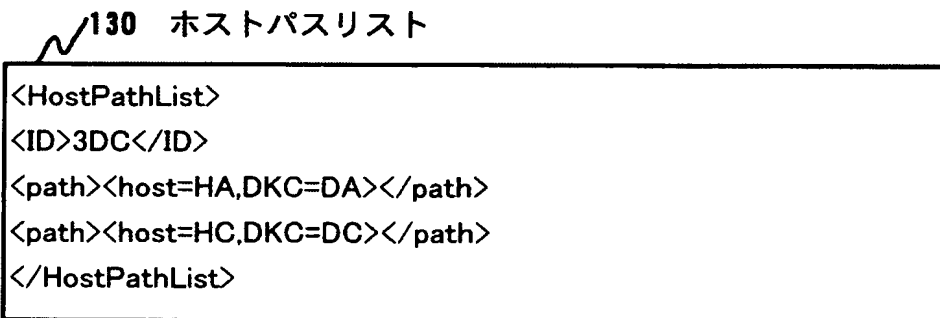 130 ホストパスリスト
<HostPathList>
<ID>3DC</ID>
<path><host=HA,DKC=DA></path>
<path><host=HC,DKC=DC></path>
</HostPathList>